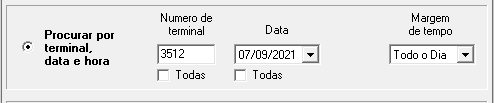 Procurar por
terminal,
data e hora
Numero de
terminal
3512
Todas
Data
07/09/2021
Todas
Margem
de tempo
Todo o Dia